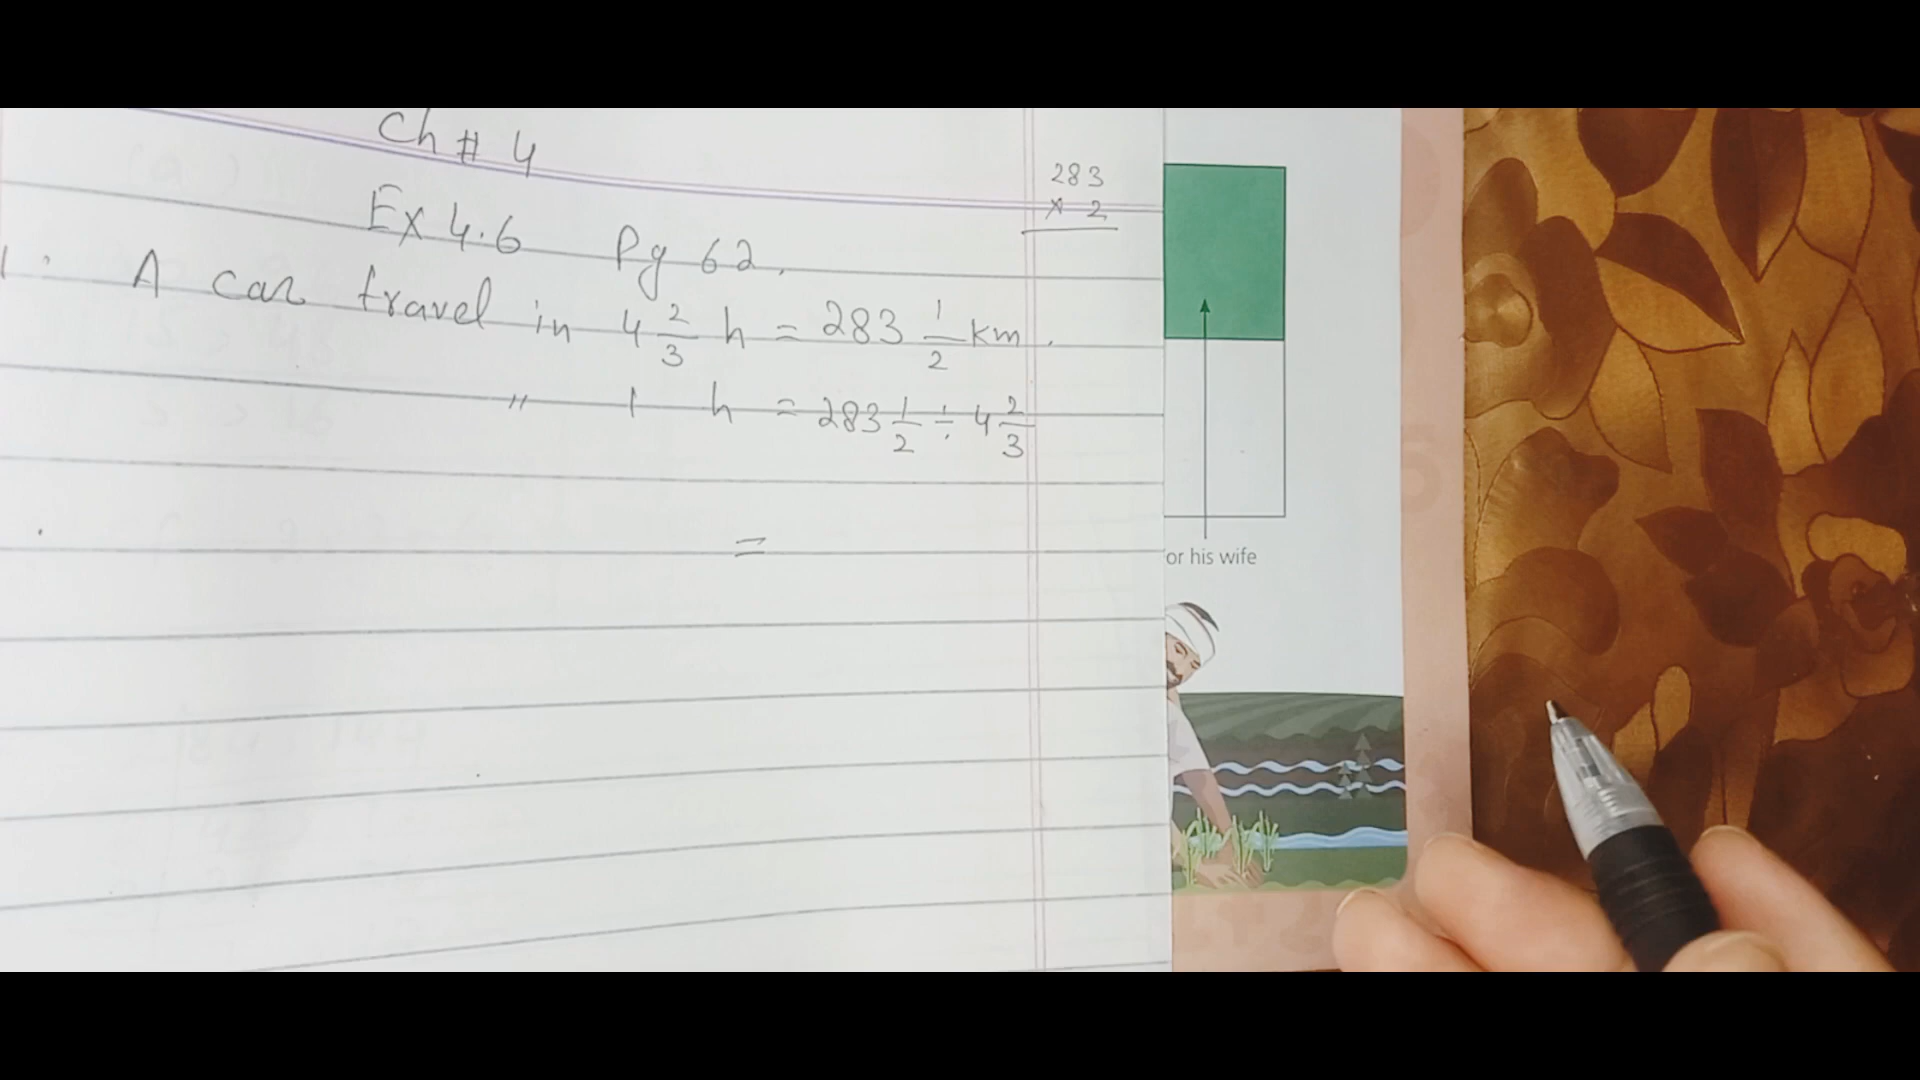 Ch # 4
Ex 4.6 Pg 62.
1. A car travel in 4 2/3 h = 283 1/2 km.
" 1 h = 283 1/2 ÷ 4 2/3
=
283
× 2
or his wife